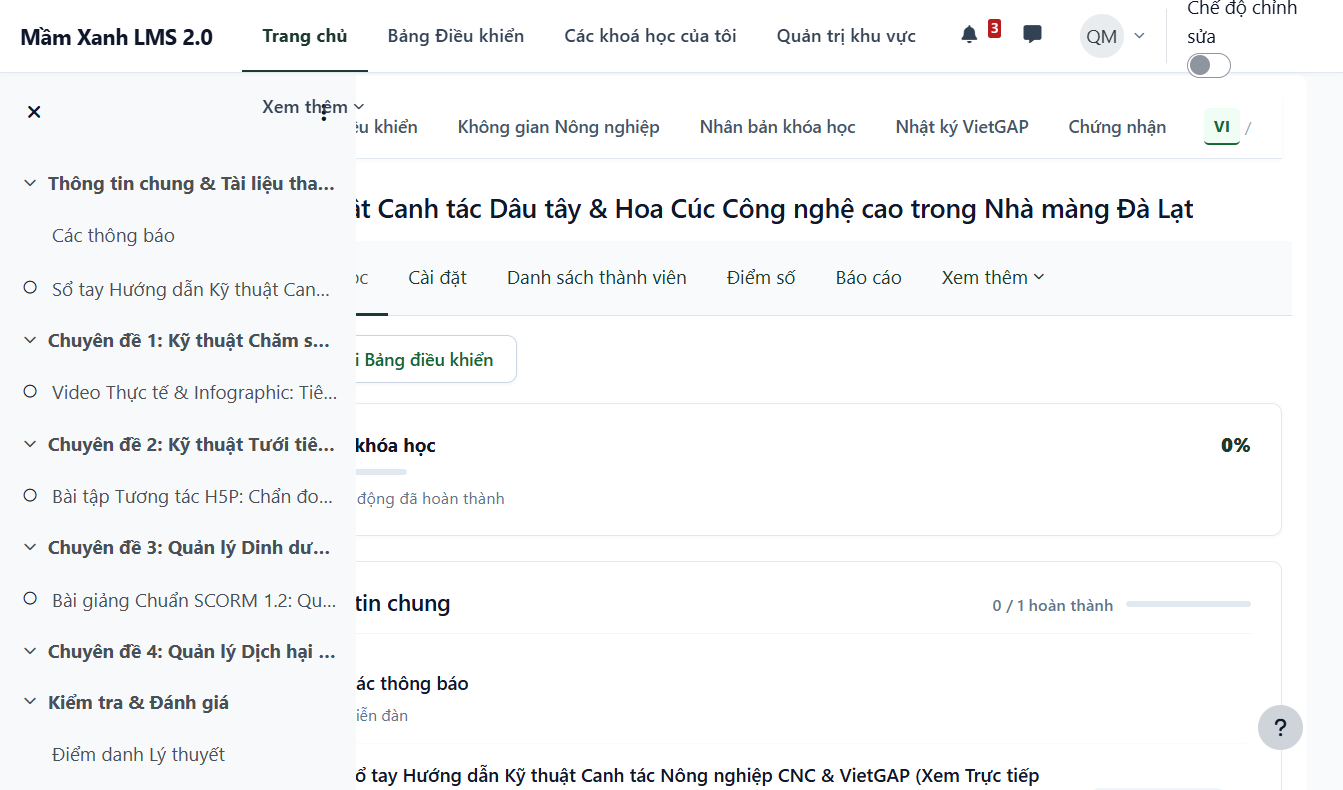 Mầm Xanh LMS 2.0
Trang chủ
Bảng Điều khiển
Các khoá học của tôi
Quản trị khu vực
3
QM
Chế độ chỉnh
sửa
Xem thêm
khiển
Không gian Nông nghiệp
Nhân bản khóa học
Nhật ký VietGAP
Chứng nhận
VI /
Thông tin chung & Tài liệu tha...
Các thông báo
Sổ tay Hướng dẫn Kỹ thuật Can...
Chuyên đề 1: Kỹ thuật Chăm s...
Video Thực tế & Infographic: Tiê...
Chuyên đề 2: Kỹ thuật Tưới tiê...
Bài tập Tương tác H5P: Chẩn đo...
Chuyên đề 3: Quản lý Dinh dư...
Bài giảng Chuẩn SCORM 1.2: Qu...
Chuyên đề 4: Quản lý Dịch hại ...
Kiểm tra & Đánh giá
Điểm danh Lý thuyết
Canh tác Dâu tây & Hoa Cúc Công nghệ cao trong Nhà màng Đà Lạt
Cài đặt
Danh sách thành viên
Điểm số
Báo cáo
Xem thêm
Bảng điều khiển
khóa học
0%
động đã hoàn thành
tin chung
0 / 1 hoàn thành
ác thông báo
iễn đàn
ổ tay Hướng dẫn Kỹ thuật Canh tác Nông nghiệp CNC & VietGAP (Xem Trực tiếp
?